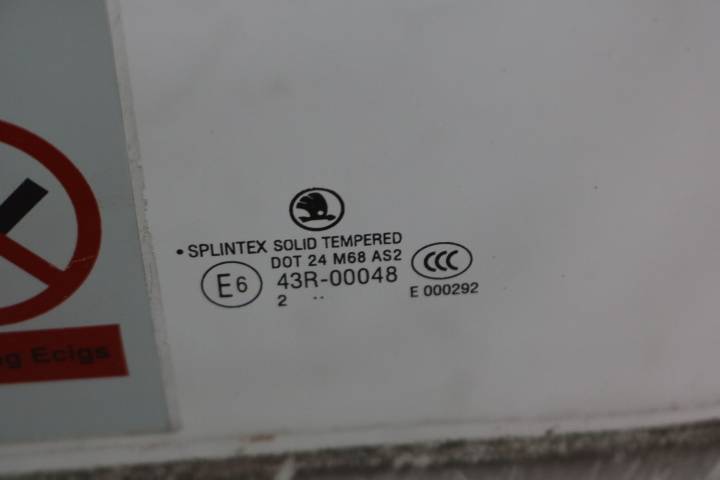 • SPLINTEX SOLID TEMPERED
DOT 24 M68 AS2
E6 43R-00048
2 ..
CCC
E 000292
Ecigs